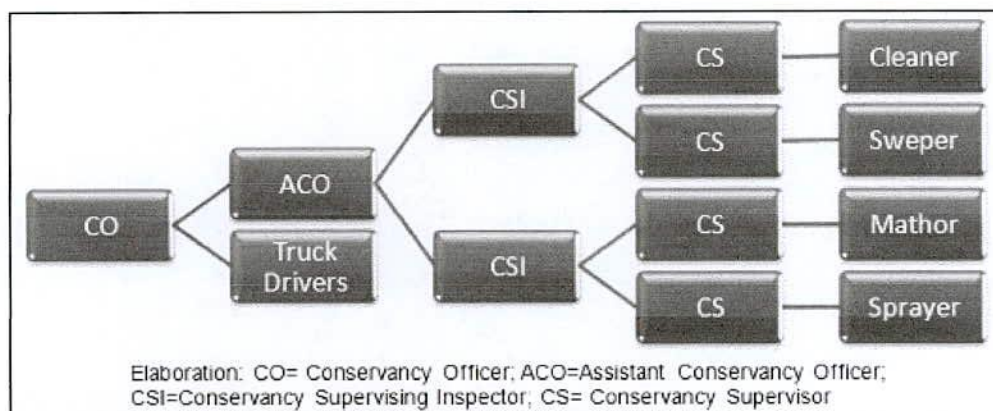 CO
ACO
Truck
Drivers
CSI
CSI
CS
CS
CS
CS
Cleaner
Sweper
Mathor
Sprayer
Elaboration: CO= Conservancy Officer; ACO=Assistant Conservancy Officer;
CSI=Conservancy Supervising Inspector; CS= Conservancy Supervisor